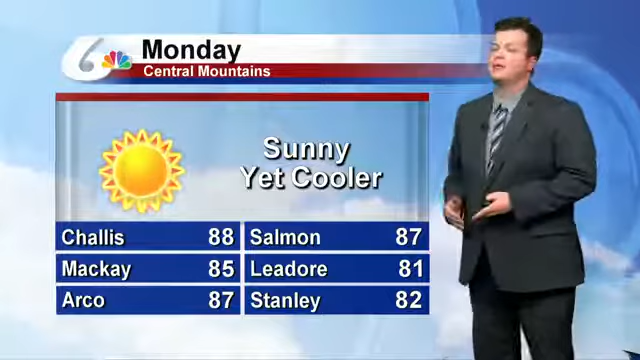 6 Monday
Central Mountains
Sunny
Yet Cooler
Challis 88 Salmon 87
Mackay 85 Leadore 81
Arco 87 Stanley 82